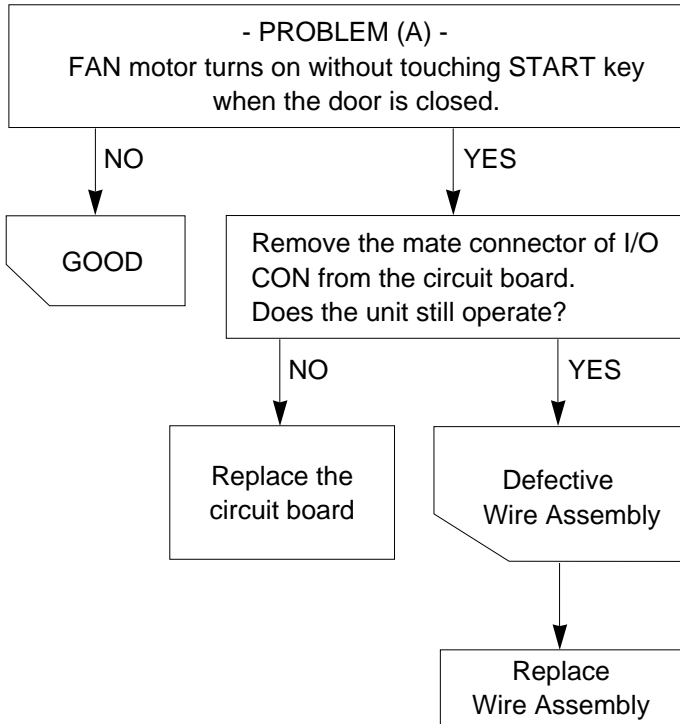 - PROBLEM (A) -
FAN motor turns on without touching START key
when the door is closed.
NO
YES
GOOD
Remove the mate connector of I/O
CON from the circuit board.
Does the unit still operate?
NO
YES
Replace the
circuit board
Defective
Wire Assembly
Replace
Wire Assembly